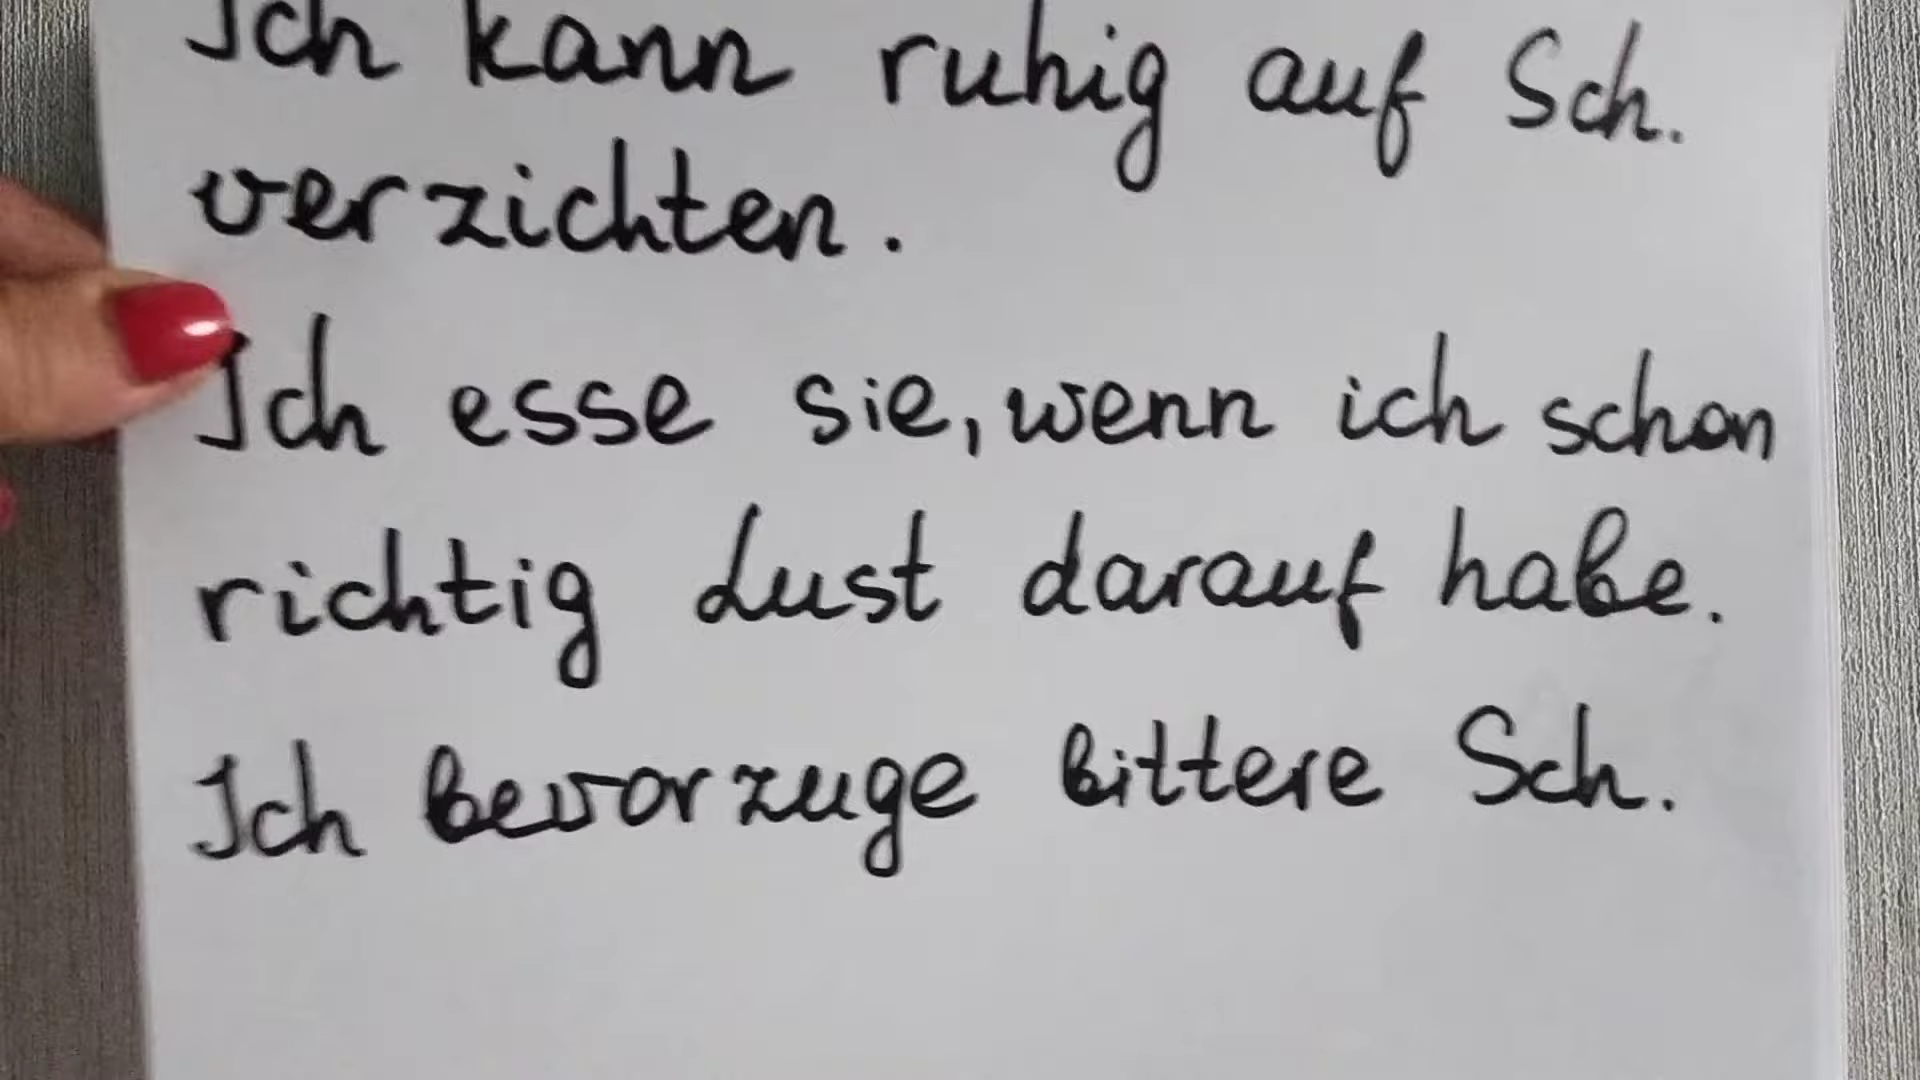 Ich kann ruhig auf Sch.
verzichten.
Ich esse sie, wenn ich schon
richtig Lust darauf habe.
Ich bevorzuge bittere Sch.